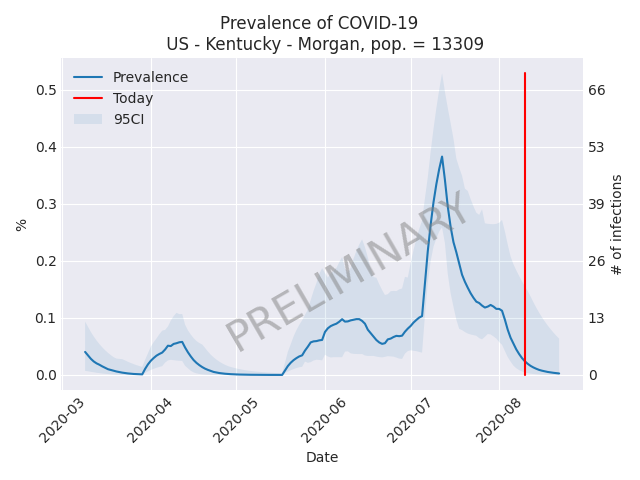 Prevalence of COVID-19
US - Kentucky - Morgan, pop. = 13309
Prevalence
Today
95CI
0.5
0.4
0.3
0.2
0.1
0.0
%
66
53
39
26
13
0
# of infections
PRELIMINARY
2020-03
2020-04
2020-05
2020-06
2020-07
2020-08
Date